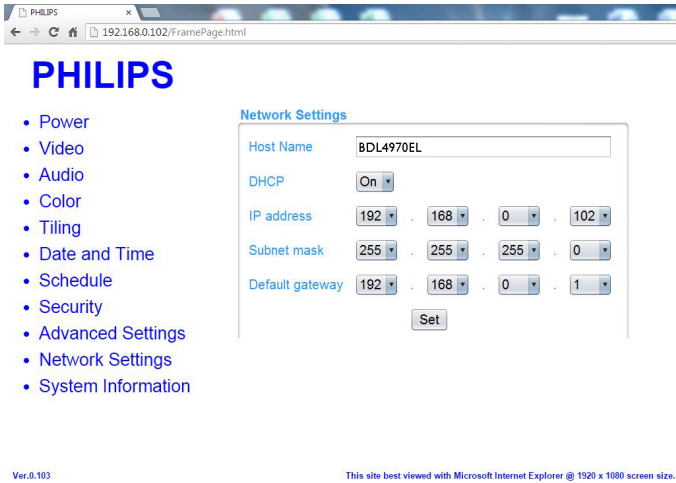 PHILIPS ×
192.168.0.102/FramePage.html
PHILIPS
• Power
• Video
• Audio
• Color
• Tiling
• Date and Time
• Schedule
• Security
• Advanced Settings
• Network Settings
• System Information
Network Settings
Host Name BDL4970EL
DHCP On
IP address 192 . 168 . 0 . 102
Subnet mask 255 . 255 . 255 . 0
Default gateway 192 . 168 . 0 . 1
Set
Ver.0.103 This site best viewed with Microsoft Internet Explorer @ 1920 x 1080 screen size.